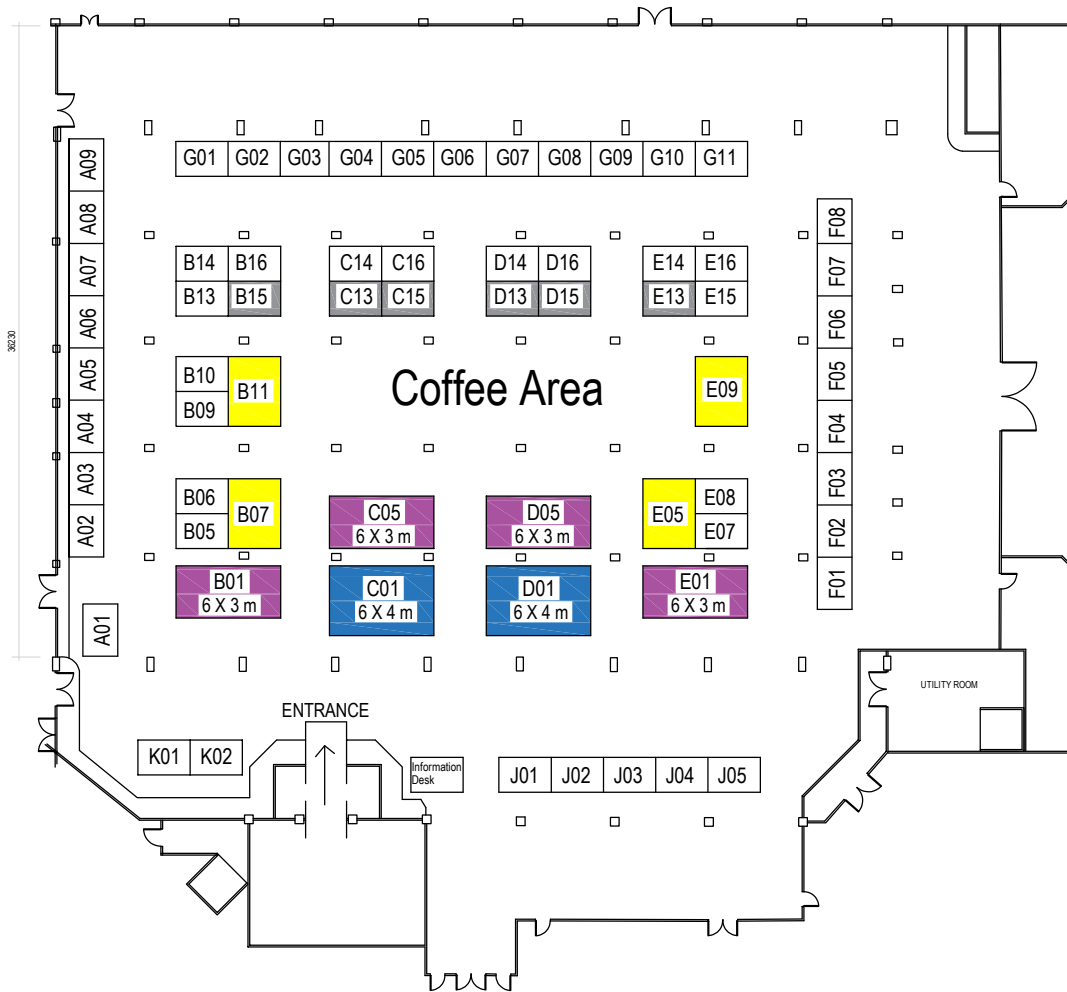 G01 G02 G03 G04 G05 G06 G07 G08 G09 G10 G11
A09
A08
A07
A06
A05
A04
A03
A02
A01
36230
B14 B16
B13 B15
C14 C16
C13 C15
D14 D16
D13 D15
E14 E16
E13 E15
F08
F07
F06
F05
F04
F03
F02
F01
B10
B09
B11
Coffee Area
E09
B06
B05
B07
C05
6 X 3 m
D05
6 X 3 m
E05
E08
E07
B01
6 X 3 m
C01
6 X 4 m
D01
6 X 4 m
E01
6 X 3 m
UTILITY ROOM
ENTRANCE
K01 K02
Information
Desk
J01 J02 J03 J04 J05